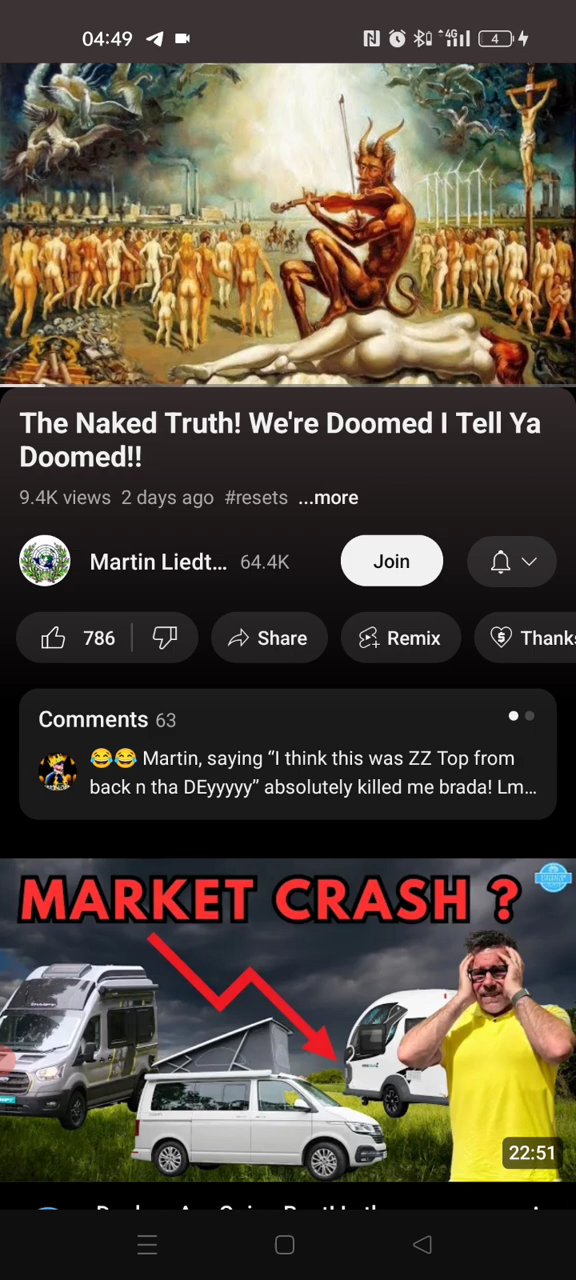 04:49
4G
4
The Naked Truth! We're Doomed I Tell Ya
Doomed!!
9.4K views 2 days ago #resets ...more
Martin Liedt... 64.4K
Join
786
Share
Remix
Thanks
Comments 63
😂😂 Martin, saying “I think this was ZZ Top from
back n tha DEyyyyy” absolutely killed me brada! Lm...
MARKET CRASH ?
22:51